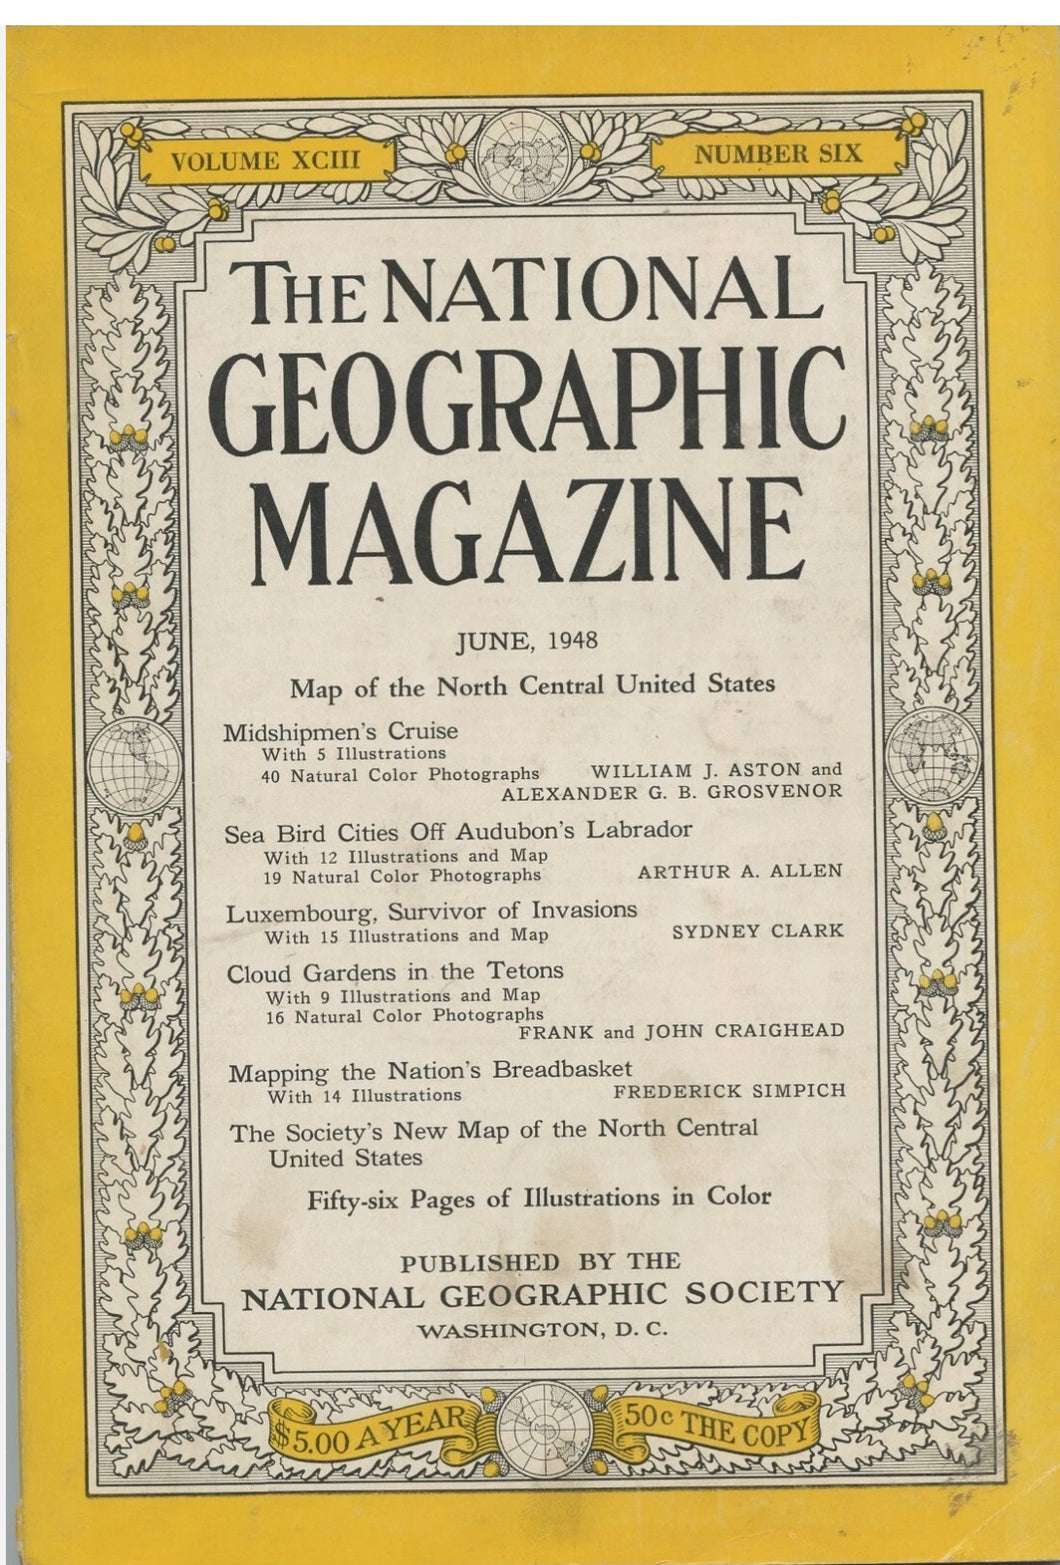 VOLUME XCIII
NUMBER SIX
THE NATIONAL
GEOGRAPHIC
MAGAZINE
JUNE, 1948
Map of the North Central United States
Midshipmen's Cruise
With 5 Illustrations
40 Natural Color Photographs WILLIAM J. ASTON and
ALEXANDER G. B. GROSVENOR
Sea Bird Cities Off Audubon's Labrador
With 12 Illustrations and Map
19 Natural Color Photographs ARTHUR A. ALLEN
Luxembourg, Survivor of Invasions
With 15 Illustrations and Map SYDNEY CLARK
Cloud Gardens in the Tetons
With 9 Illustrations and Map
16 Natural Color Photographs
FRANK and JOHN CRAIGHEAD
Mapping the Nation's Breadbasket
With 14 Illustrations FREDERICK SIMPICH
The Society's New Map of the North Central
United States
Fifty-six Pages of Illustrations in Color
PUBLISHED BY THE
NATIONAL GEOGRAPHIC SOCIETY
WASHINGTON, D. C.
$5.00 A YEAR
50c THE COPY